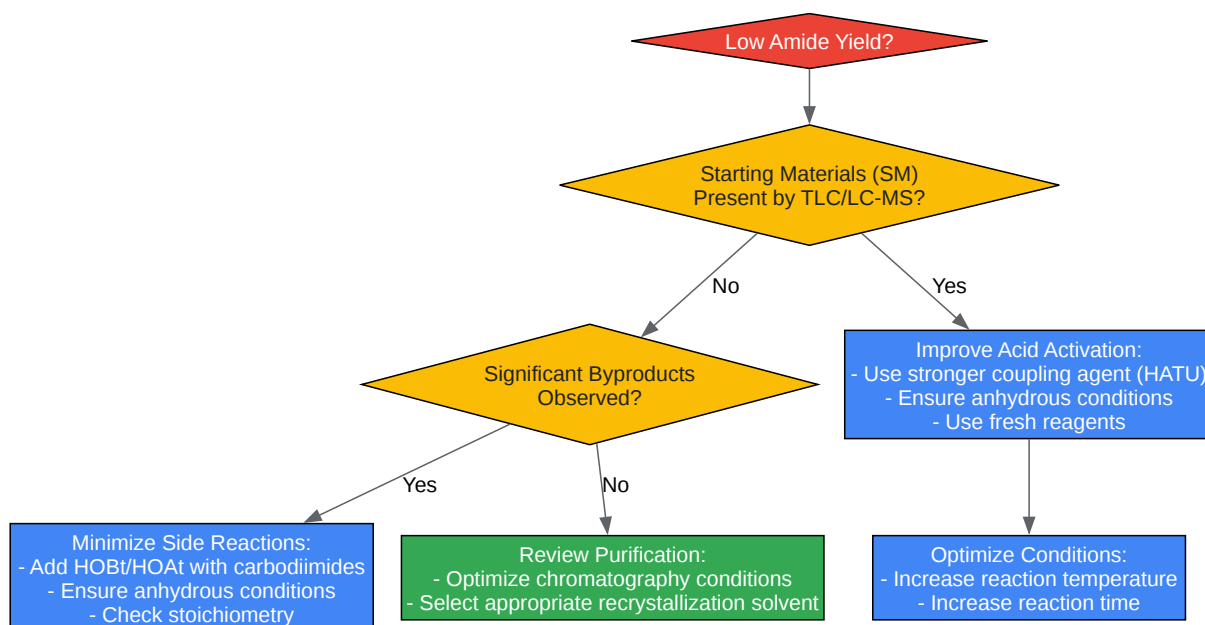 Low Amide Yield?
Starting Materials (SM)
Present by TLC/LC-MS?
No
Yes
Significant Byproducts
Observed?
Improve Acid Activation:
- Use stronger coupling agent (HATU)
- Ensure anhydrous conditions
- Use fresh reagents
Yes
No
Minimize Side Reactions:
- Add HOBt/HOAt with carbodiimides
- Ensure anhydrous conditions
- Check stoichiometry
Review Purification:
- Optimize chromatography conditions
- Select appropriate recrystallization solvent
Optimize Conditions:
- Increase reaction temperature
- Increase reaction time